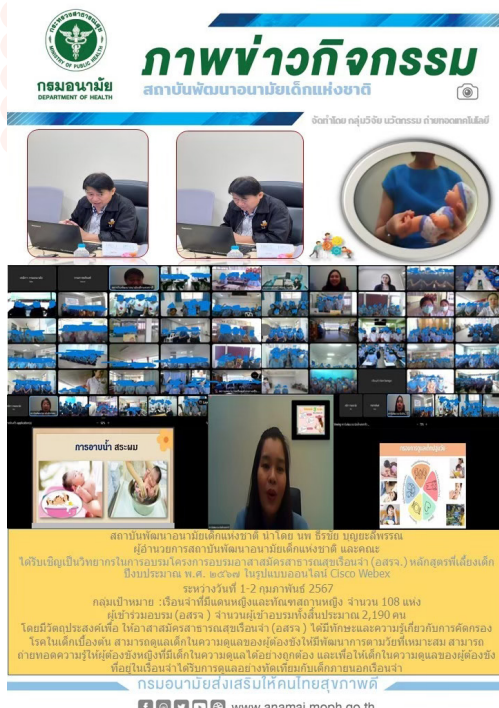 กระทรวงสาธารณสุข
MINISTRY OF PUBLIC HEALTH
กรมอนามัย
DEPARTMENT OF HEALTH
ภาพข่าวกิจกรรม
สถาบันพัฒนาอนามัยเด็กแห่งชาติ
จัดทำโดย กลุ่มวิจัย นวัตกรรม ถ่ายทอดเทคโนโลยี
การอาบน้ำ สระผม
สถาบันพัฒนาอนามัยเด็กแห่งชาติ นำโดย นพ ธีรชัย บุญยะลีพรรณ
ผู้อำนวยการสถาบันพัฒนาอนามัยเด็กแห่งชาติ และคณะ
ได้รับเชิญเป็นวิทยากรในการอบรมโครงการอบรมอาสาสมัครสาธารณสุขเรือนจำ (อสรจ.) หลักสูตรพี่เลี้ยงเด็ก
ปีงบประมาณ พ.ศ. ๒๕๖๗ ในรูปแบบออนไลน์ Cisco Webex
ระหว่างวันที่ 1-2 กุมภาพันธ์ 2567
กลุ่มเป้าหมาย :เรือนจำที่มีแดนหญิงและทัณฑสถานหญิง จำนวน 108 แห่ง
ผู้เข้าร่วมอบรม (อสรจ ) จำนวนผู้เข้าอบรมทั้งสิ้นประมาณ 2,190 คน
โดยมีวัตถุประสงค์เพื่อ ให้อาสาสมัครสาธารณสุขเรือนจำ (อสรจ ) ได้มีทักษะและความรู้เกี่ยวกับการคัดกรอง
โรคในเด็กเบื้องต้น สามารถดูแลเด็กในความดูแลของผู้ต้องขังให้มีพัฒนาการตามวัยที่เหมาะสม สามารถ
ถ่ายทอดความรู้ให้ผู้ต้องขังหญิงที่มีเด็กในความดูแลได้อย่างถูกต้อง และเพื่อให้เด็กในความดูแลของผู้ต้องขัง
ที่อยู่ในเรือนจำได้รับการดูแลอย่างทัดเทียมกับเด็กภายนอกเรือนจำ
กรมอนามัยส่งเสริมให้คนไทยสุขภาพดี
www.anamai.moph.go.th